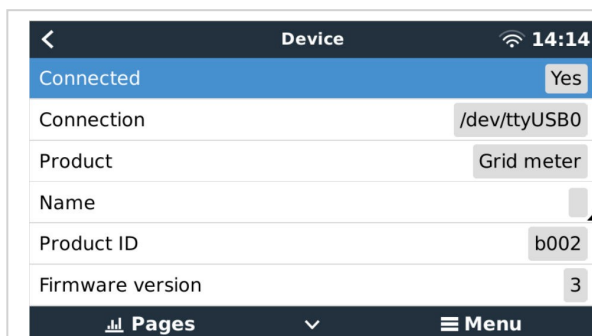 Device 14:14
Connected Yes
Connection /dev/ttyUSB0
Product Grid meter
Name
Product ID b002
Firmware version 3
Pages Menu